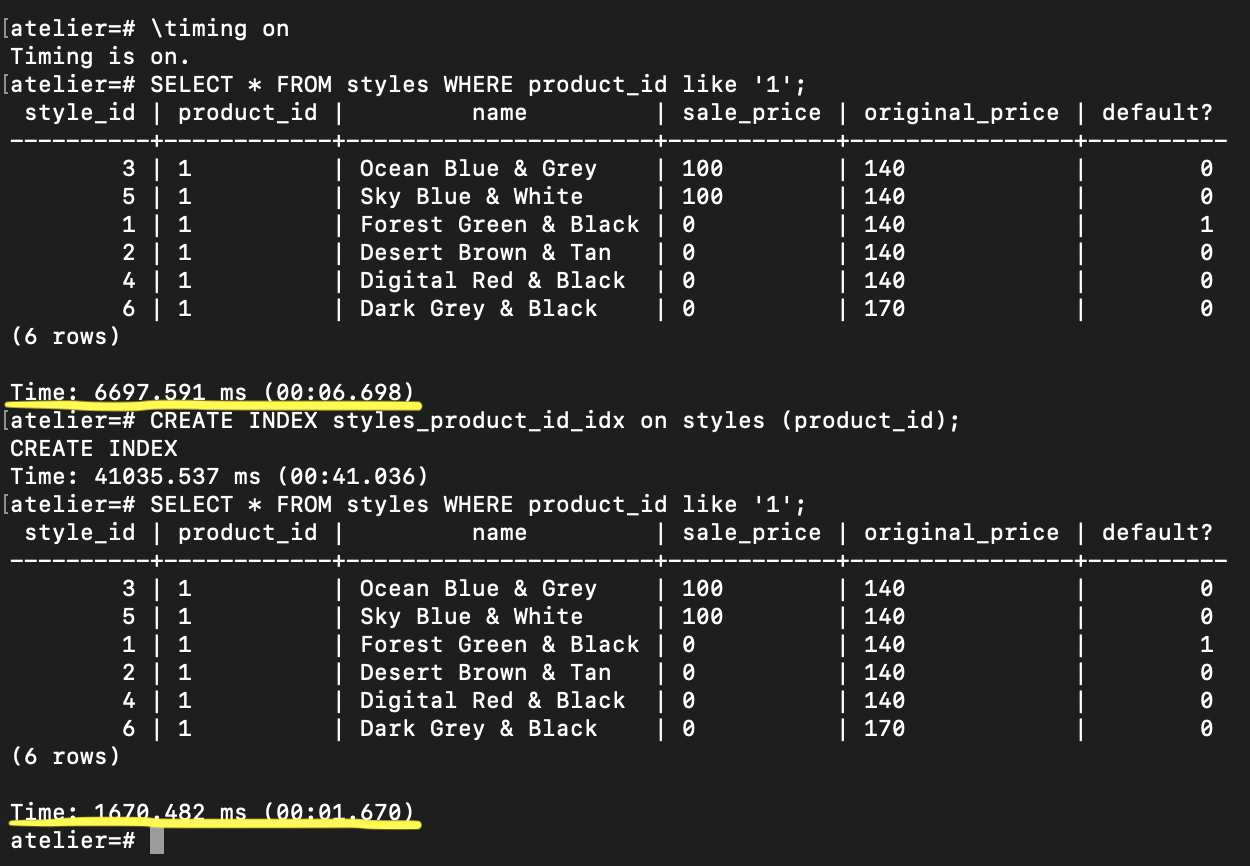 [atelier=# \timing on
Timing is on.
[atelier=# SELECT * FROM styles WHERE product_id like '1';
 style_id | product_id |         name          | sale_price | original_price | default?
----------+------------+-----------------------+------------+----------------+----------
        3 | 1          | Ocean Blue & Grey     | 100        | 140            |        0
        5 | 1          | Sky Blue & White      | 100        | 140            |        0
        1 | 1          | Forest Green & Black  | 0          | 140            |        1
        2 | 1          | Desert Brown & Tan    | 0          | 140            |        0
        4 | 1          | Digital Red & Black   | 0          | 140            |        0
        6 | 1          | Dark Grey & Black     | 0          | 170            |        0
(6 rows)

Time: 6697.591 ms (00:06.698)
[atelier=# CREATE INDEX styles_product_id_idx on styles (product_id);
CREATE INDEX
Time: 41035.537 ms (00:41.036)
[atelier=# SELECT * FROM styles WHERE product_id like '1';
 style_id | product_id |         name          | sale_price | original_price | default?
----------+------------+-----------------------+------------+----------------+----------
        3 | 1          | Ocean Blue & Grey     | 100        | 140            |        0
        5 | 1          | Sky Blue & White      | 100        | 140            |        0
        1 | 1          | Forest Green & Black  | 0          | 140            |        1
        2 | 1          | Desert Brown & Tan    | 0          | 140            |        0
        4 | 1          | Digital Red & Black   | 0          | 140            |        0
        6 | 1          | Dark Grey & Black     | 0          | 170            |        0
(6 rows)

Time: 1670.482 ms (00:01.670)
atelier=#